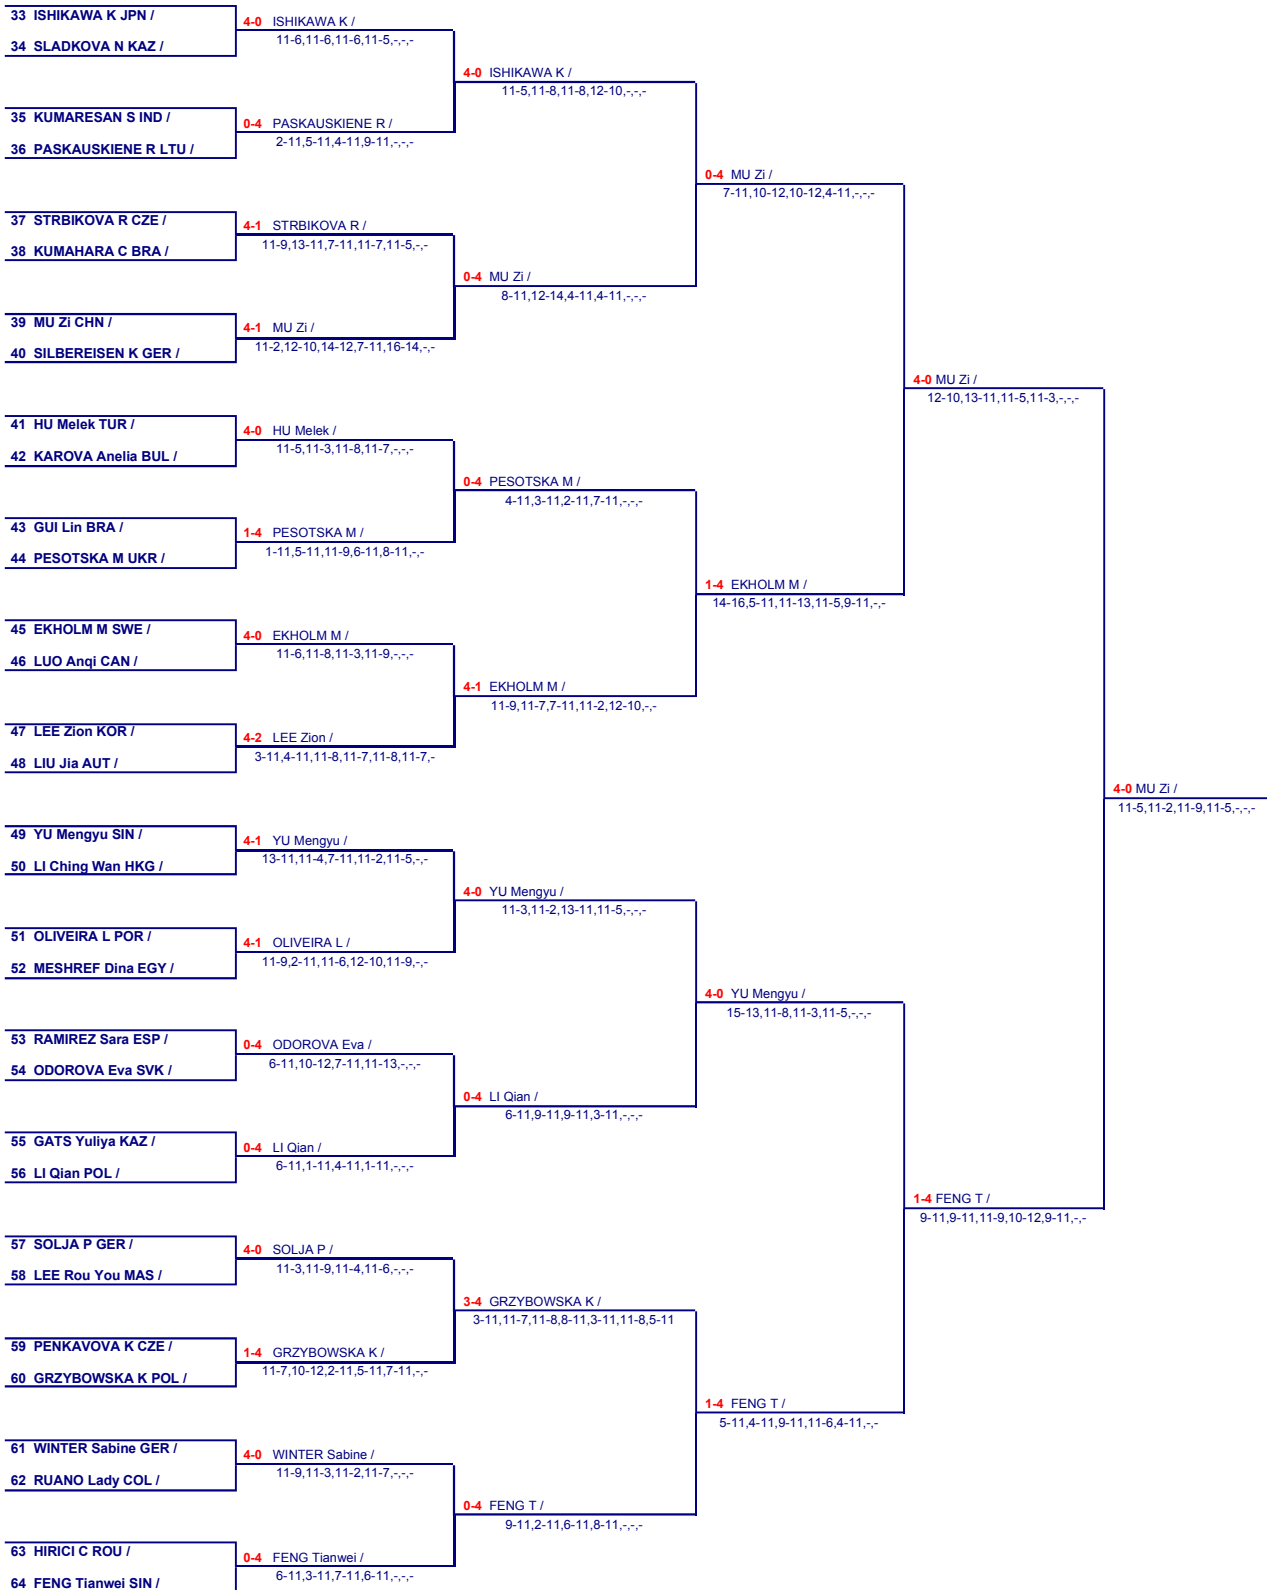 33 ISHIKAWA K JPN /
34 SLADKOVA N KAZ /
4-0 ISHIKAWA K /
11-6,11-6,11-6,11-5,-,-,-
4-0 ISHIKAWA K /
11-5,11-8,11-8,12-10,-,-,-
35 KUMARESAN S IND /
36 PASKAUSKIENE R LTU /
0-4 PASKAUSKIENE R /
2-11,5-11,4-11,9-11,-,-,-
0-4 MU Zi /
7-11,10-12,10-12,4-11,-,-,-
37 STRBIKOVA R CZE /
38 KUMAHARA C BRA /
4-1 STRBIKOVA R /
11-9,13-11,7-11,11-7,11-5,-,-
0-4 MU Zi /
8-11,12-14,4-11,4-11,-,-,-
39 MU Zi CHN /
40 SILBEREISEN K GER /
4-1 MU Zi /
11-2,12-10,14-12,7-11,16-14,-,-
4-0 MU Zi /
12-10,13-11,11-5,11-3,-,-,-
41 HU Melek TUR /
42 KAROVA Anelia BUL /
4-0 HU Melek /
11-5,11-3,11-8,11-7,-,-,-
0-4 PESOTSKA M /
4-11,3-11,2-11,7-11,-,-,-
43 GUI Lin BRA /
44 PESOTSKA M UKR /
1-4 PESOTSKA M /
1-11,5-11,11-9,6-11,8-11,-,-
1-4 EKHOLM M /
14-16,5-11,11-13,11-5,9-11,-,-
45 EKHOLM M SWE /
46 LUO Anqi CAN /
4-0 EKHOLM M /
11-6,11-8,11-3,11-9,-,-,-
4-1 EKHOLM M /
11-9,11-7,7-11,11-2,12-10,-,-
47 LEE Zion KOR /
48 LIU Jia AUT /
4-2 LEE Zion /
3-11,4-11,11-8,11-7,11-8,11-7,-
4-0 MU Zi /
11-5,11-2,11-9,11-5,-,-,-
49 YU Mengyu SIN /
50 LI Ching Wan HKG /
4-1 YU Mengyu /
13-11,11-4,7-11,11-2,11-5,-,-
4-0 YU Mengyu /
11-3,11-2,13-11,11-5,-,-,-
51 OLIVEIRA L POR /
52 MESHREF Dina EGY /
4-1 OLIVEIRA L /
11-9,2-11,11-6,12-10,11-9,-,-
4-0 YU Mengyu /
15-13,11-8,11-3,11-5,-,-,-
53 RAMIREZ Sara ESP /
54 ODOROVA Eva SVK /
0-4 ODOROVA Eva /
6-11,10-12,7-11,11-13,-,-,-
0-4 LI Qian /
6-11,9-11,9-11,3-11,-,-,-
55 GATS Yuliya KAZ /
56 LI Qian POL /
0-4 LI Qian /
6-11,1-11,4-11,1-11,-,-,-
1-4 FENG T /
9-11,9-11,11-9,10-12,9-11,-,-
57 SOLJA P GER /
58 LEE Rou You MAS /
4-0 SOLJA P /
11-3,11-9,11-4,11-6,-,-,-
3-4 GRZYBOWSKA K /
3-11,11-7,11-8,8-11,3-11,11-8,5-11
59 PENKAVOVA K CZE /
60 GRZYBOWSKA K POL /
1-4 GRZYBOWSKA K /
11-7,10-12,2-11,5-11,7-11,-,-
1-4 FENG T /
5-11,4-11,9-11,11-6,4-11,-,-
61 WINTER Sabine GER /
62 RUANO Lady COL /
4-0 WINTER Sabine /
11-9,11-3,11-2,11-7,-,-,-
0-4 FENG T /
9-11,2-11,6-11,8-11,-,-,-
63 HIRICI C ROU /
64 FENG Tianwei SIN /
0-4 FENG Tianwei /
6-11,3-11,7-11,6-11,-,-,-